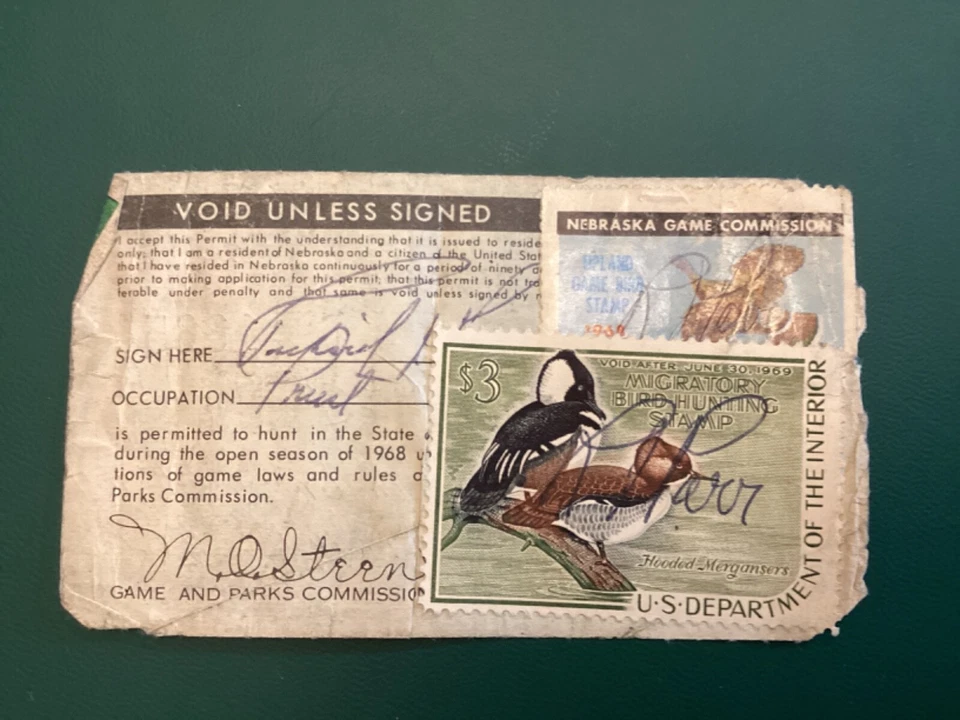 VOID UNLESS SIGNED
I accept this Permit with the understanding that it is issued to reside
only; that I am a resident of Nebraska and a citizen of the United Stat
that I have resided in Nebraska continuously for a period of ninety da
prior to making application for this permit; that this permit is not tra
ferable under penalty and that same is void unless signed by
SIGN HERE
OCCUPATION
is permitted to hunt in the State
during the open season of 1968 u
tions of game laws and rules a
Parks Commission.
M.O. Steen
GAME AND PARKS COMMISSION
NEBRASKA GAME COMMISSION
UPLAND
GAME BIRD
STAMP
1968
$3
VOID AFTER JUNE 30, 1969
MIGRATORY
BIRD HUNTING
STAMP
Hooded Mergansers
U·S·DEPARTMENT OF THE INTERIOR